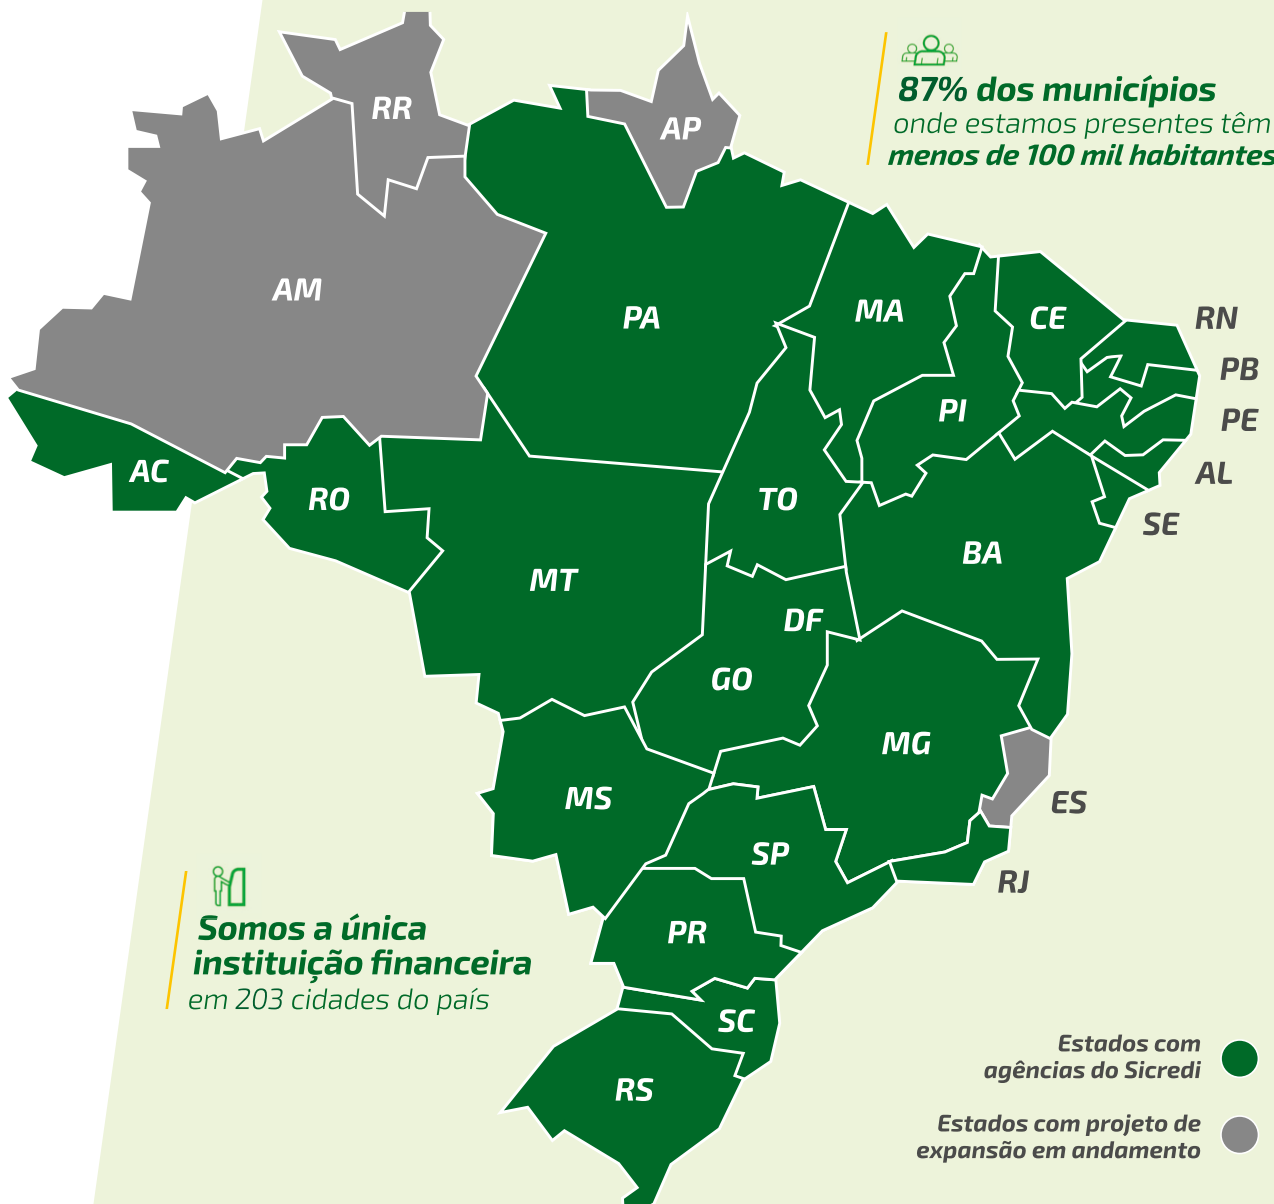 87% dos municípios
onde estamos presentes têm
menos de 100 mil habitantes
RR
AP
AM
PA
MA
CE
RN
PB
PI
PE
AC
RO
TO
AL
SE
BA
MT
DF
GO
MG
MS
ES
SP
RJ
PR
Somos a única
instituição financeira
em 203 cidades do país
SC
RS
Estados com
agências do Sicredi
Estados com projeto de
expansão em andamento